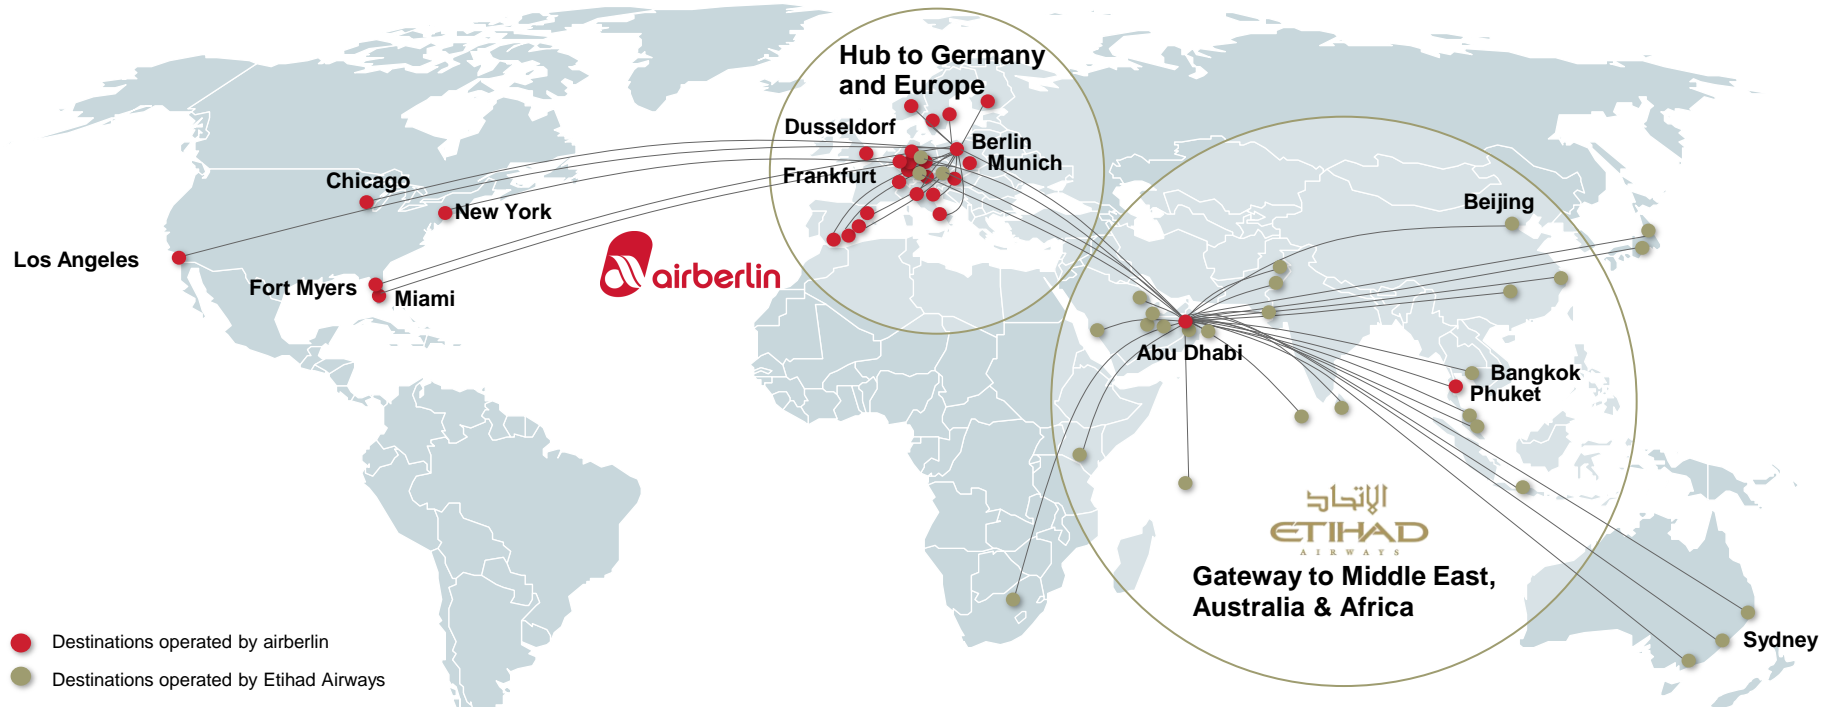 Hub to Germany
and Europe
Dusseldorf
Berlin
Munich
Frankfurt
Chicago
New York
Los Angeles
Fort Myers
Miami
airberlin
Beijing
Abu Dhabi
Bangkok
Phuket
الإتحاد
ETIHAD
AIRWAYS
Gateway to Middle East,
Australia & Africa
Sydney
Destinations operated by airberlin
Destinations operated by Etihad Airways